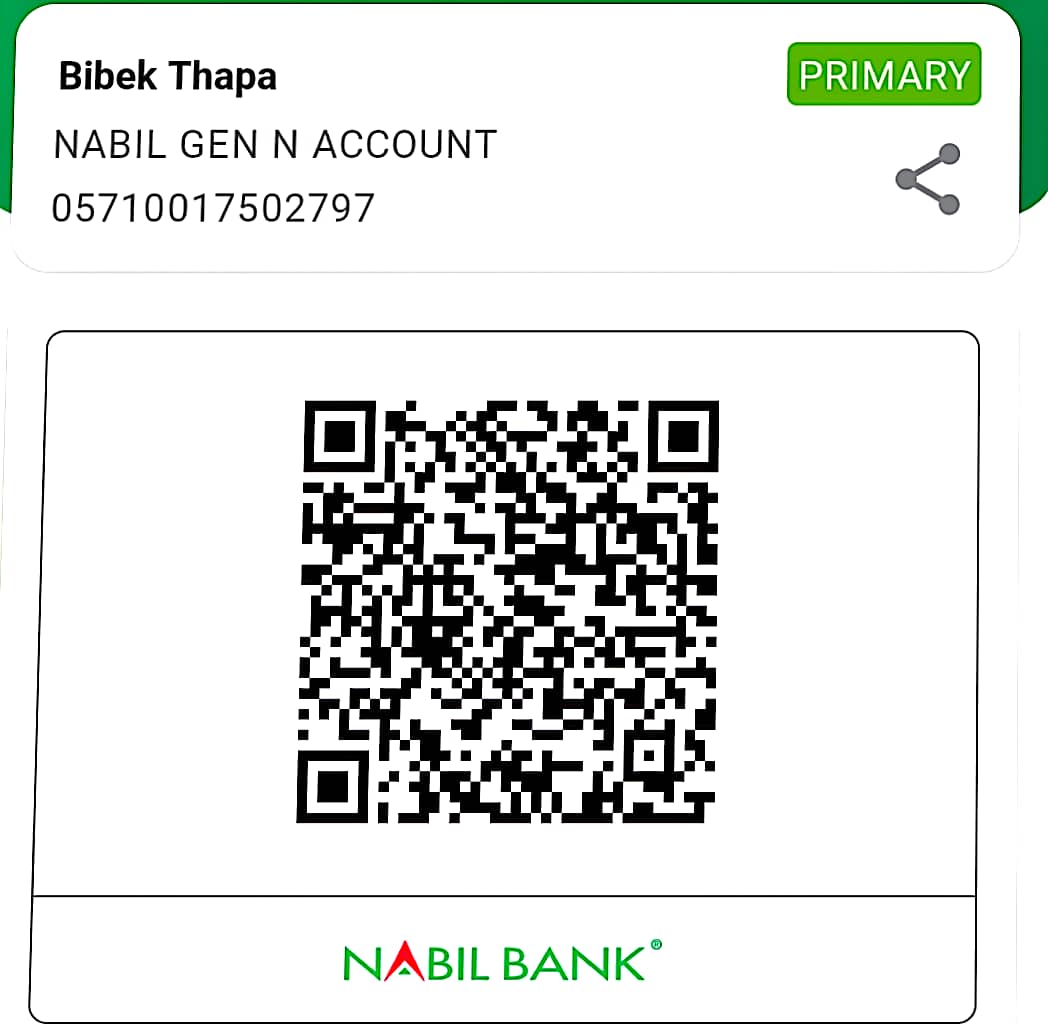 Bibek Thapa
PRIMARY
NABIL GEN N ACCOUNT
05710017502797
NABIL BANK®